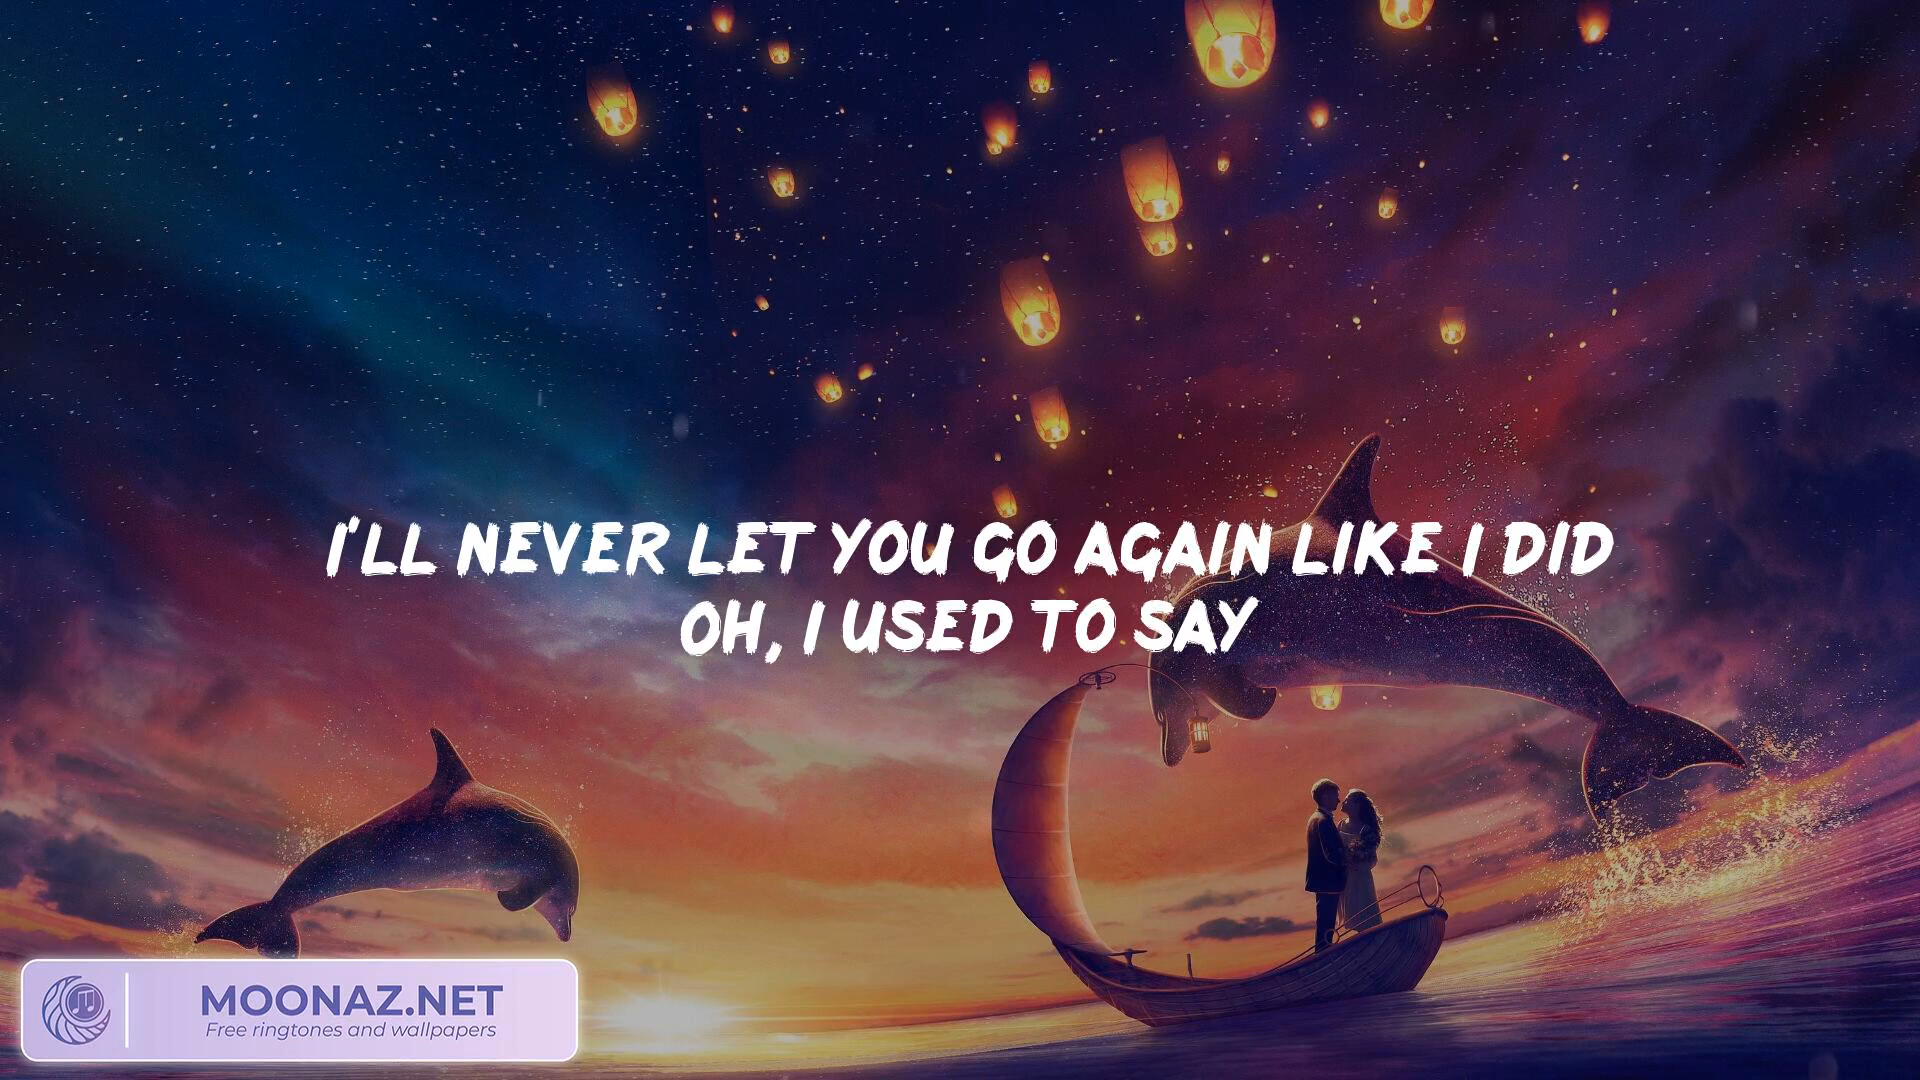 I'LL NEVER LET YOU GO AGAIN LIKE I DID
OH, I USED TO SAY
MOONAZ.NET
Free ringtones and wallpapers